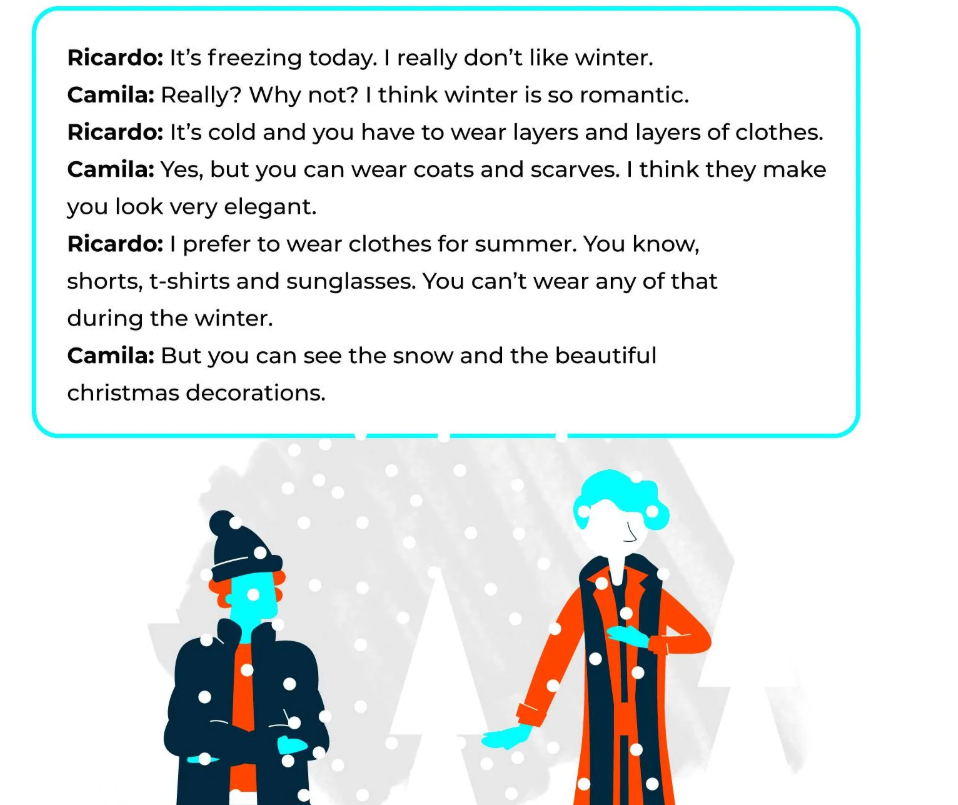 Ricardo: It’s freezing today. I really don’t like winter.
Camila: Really? Why not? I think winter is so romantic.
Ricardo: It’s cold and you have to wear layers and layers of clothes.
Camila: Yes, but you can wear coats and scarves. I think they make
you look very elegant.
Ricardo: I prefer to wear clothes for summer. You know,
shorts, t-shirts and sunglasses. You can’t wear any of that
during the winter.
Camila: But you can see the snow and the beautiful
christmas decorations.